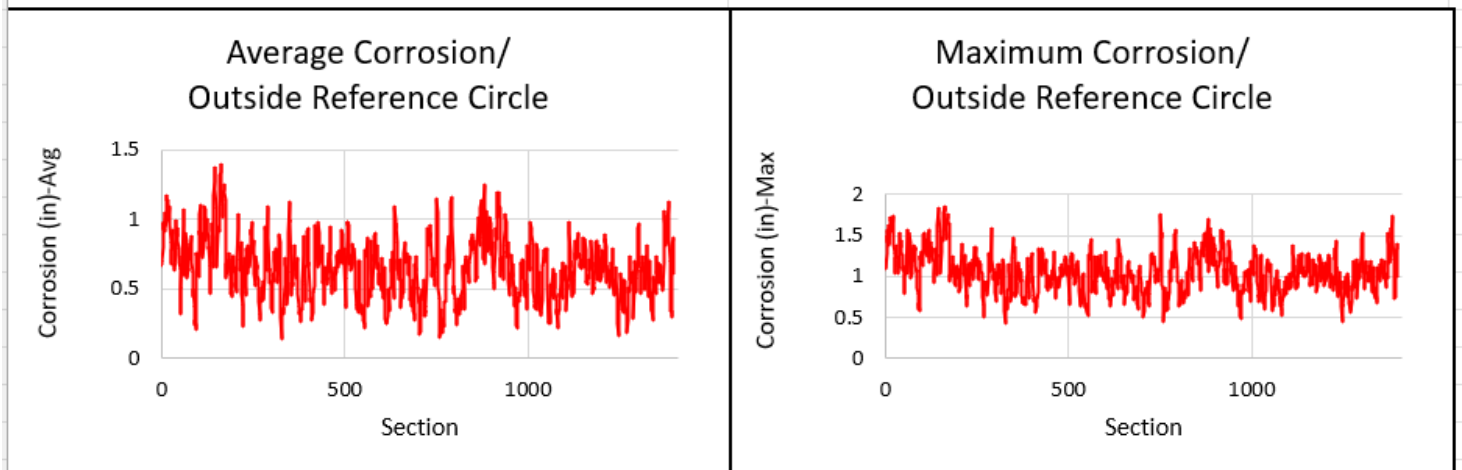 Average Corrosion/
Outside Reference Circle
Corrosion (in)-Avg
1.5
1
0.5
0
0 500 1000
Section
Maximum Corrosion/
Outside Reference Circle
Corrosion (in)-Max
2
1.5
1
0.5
0
0 500 1000
Section